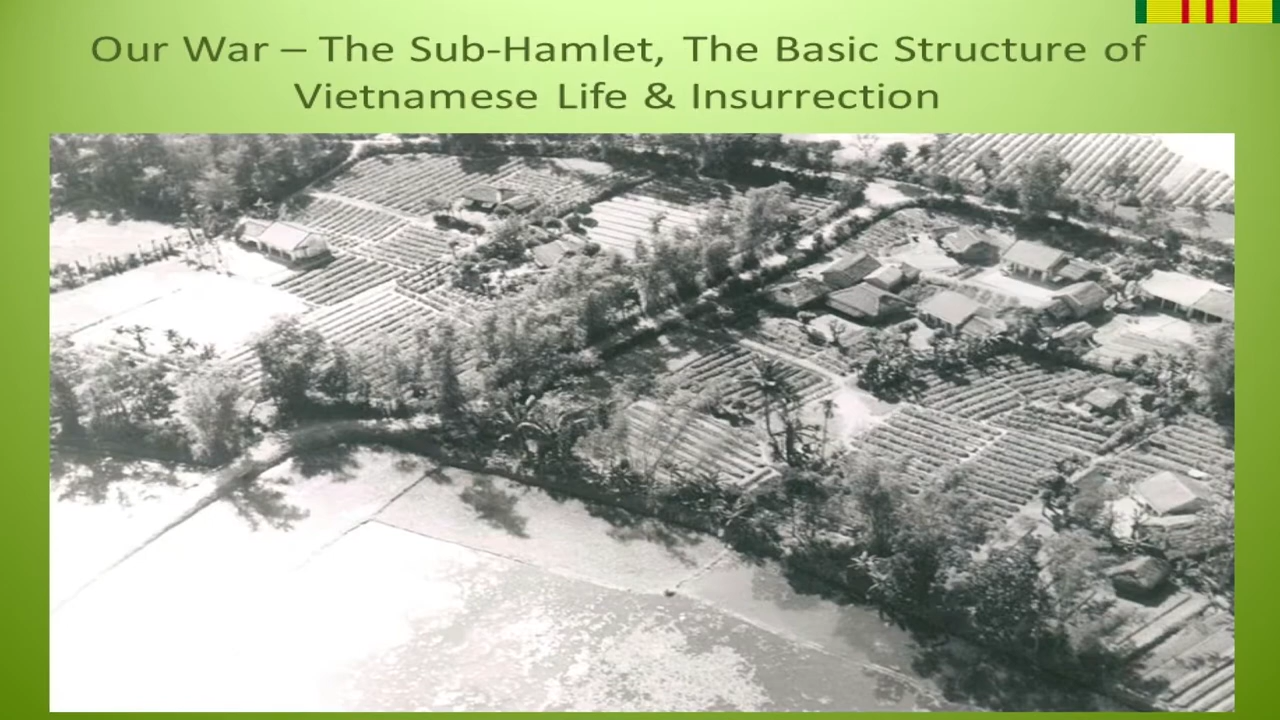 Our War – The Sub-Hamlet, The Basic Structure of
Vietnamese Life & Insurrection